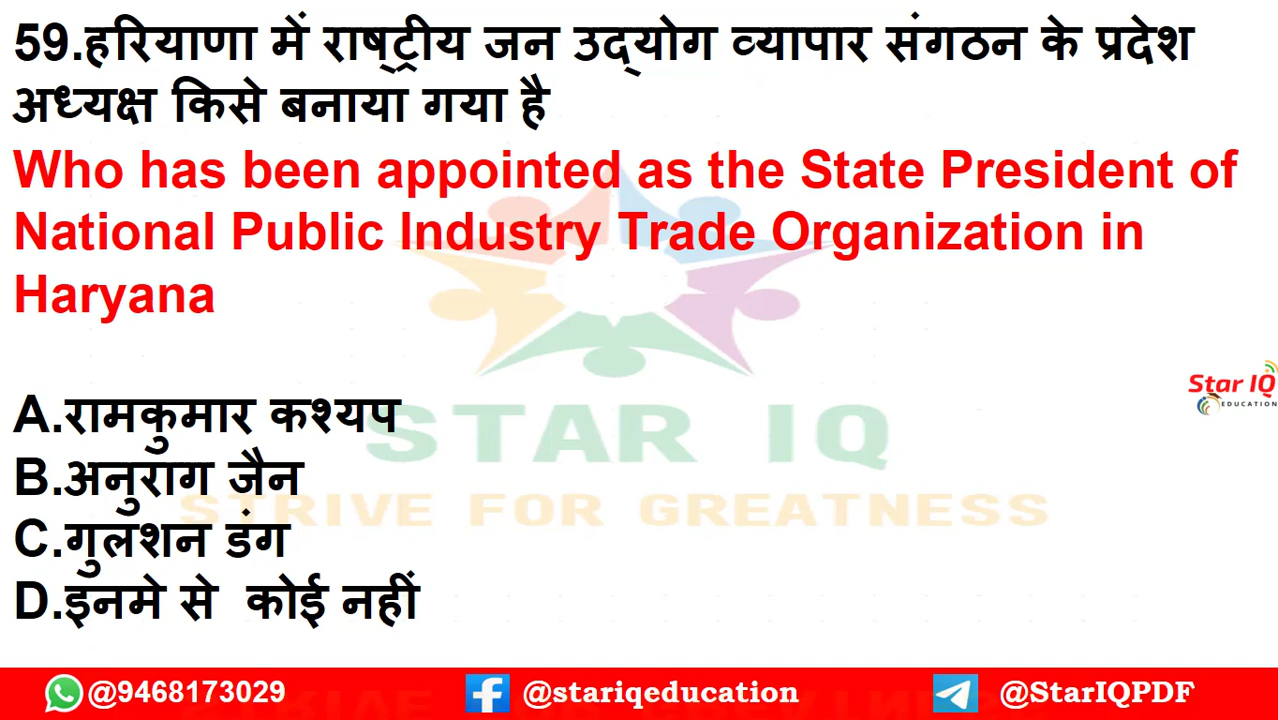 59.हरियाणा में राष्ट्रीय जन उद्योग व्यापार संगठन के प्रदेश
अध्यक्ष किसे बनाया गया है
Who has been appointed as the State President of
National Public Industry Trade Organization in
Haryana
Star IQ
EDUCATION
A.रामकुमार कश्यप
STAR IQ
B.अनुराग जैन
STRIVE FOR GREATNESS
C.गुलशन डंग
D.इनमे से कोई नहीं
@9468173029 @stariqeducation @StarIQPDF